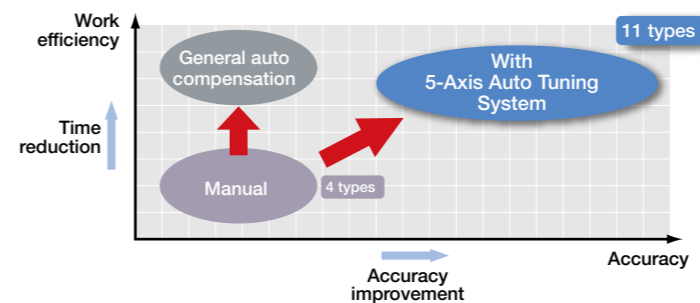 Work
efficiency
11 types
General auto
compensation
With
5-Axis Auto Tuning
System
Time
reduction
Manual
4 types
Accuracy
Accuracy
improvement